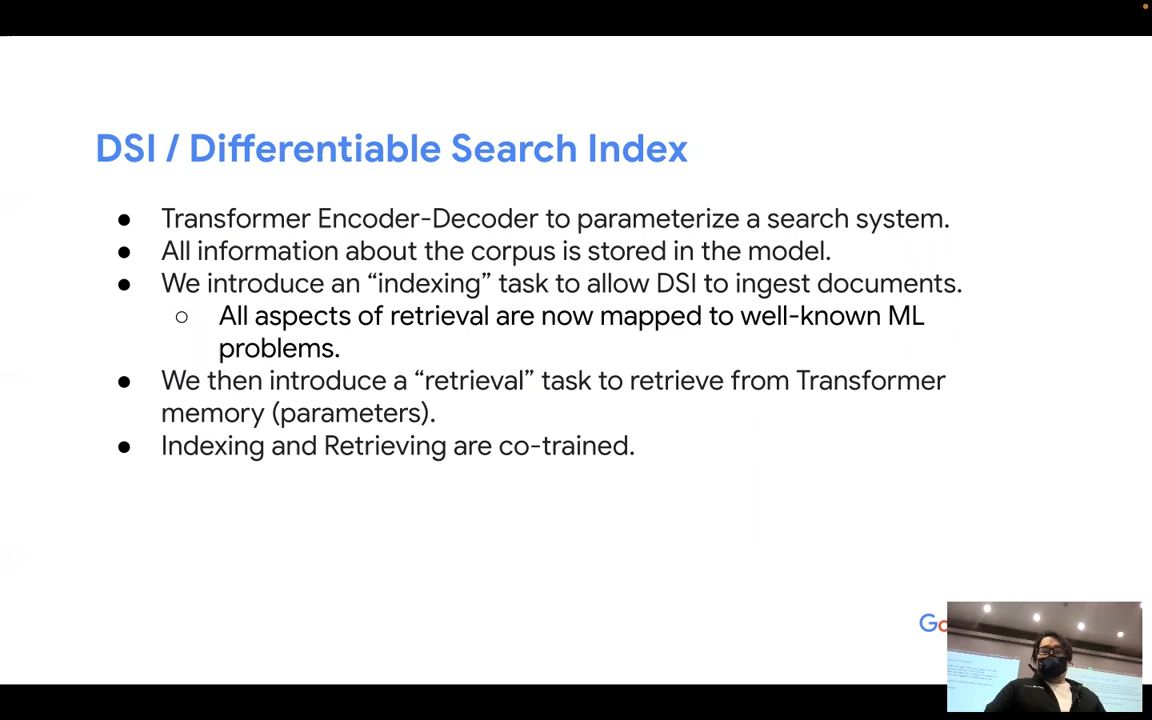 DSI / Differentiable Search Index
● Transformer Encoder-Decoder to parameterize a search system.
● All information about the corpus is stored in the model.
● We introduce an “indexing” task to allow DSI to ingest documents.
○ All aspects of retrieval are now mapped to well-known ML
problems.
● We then introduce a “retrieval” task to retrieve from Transformer
memory (parameters).
● Indexing and Retrieving are co-trained.